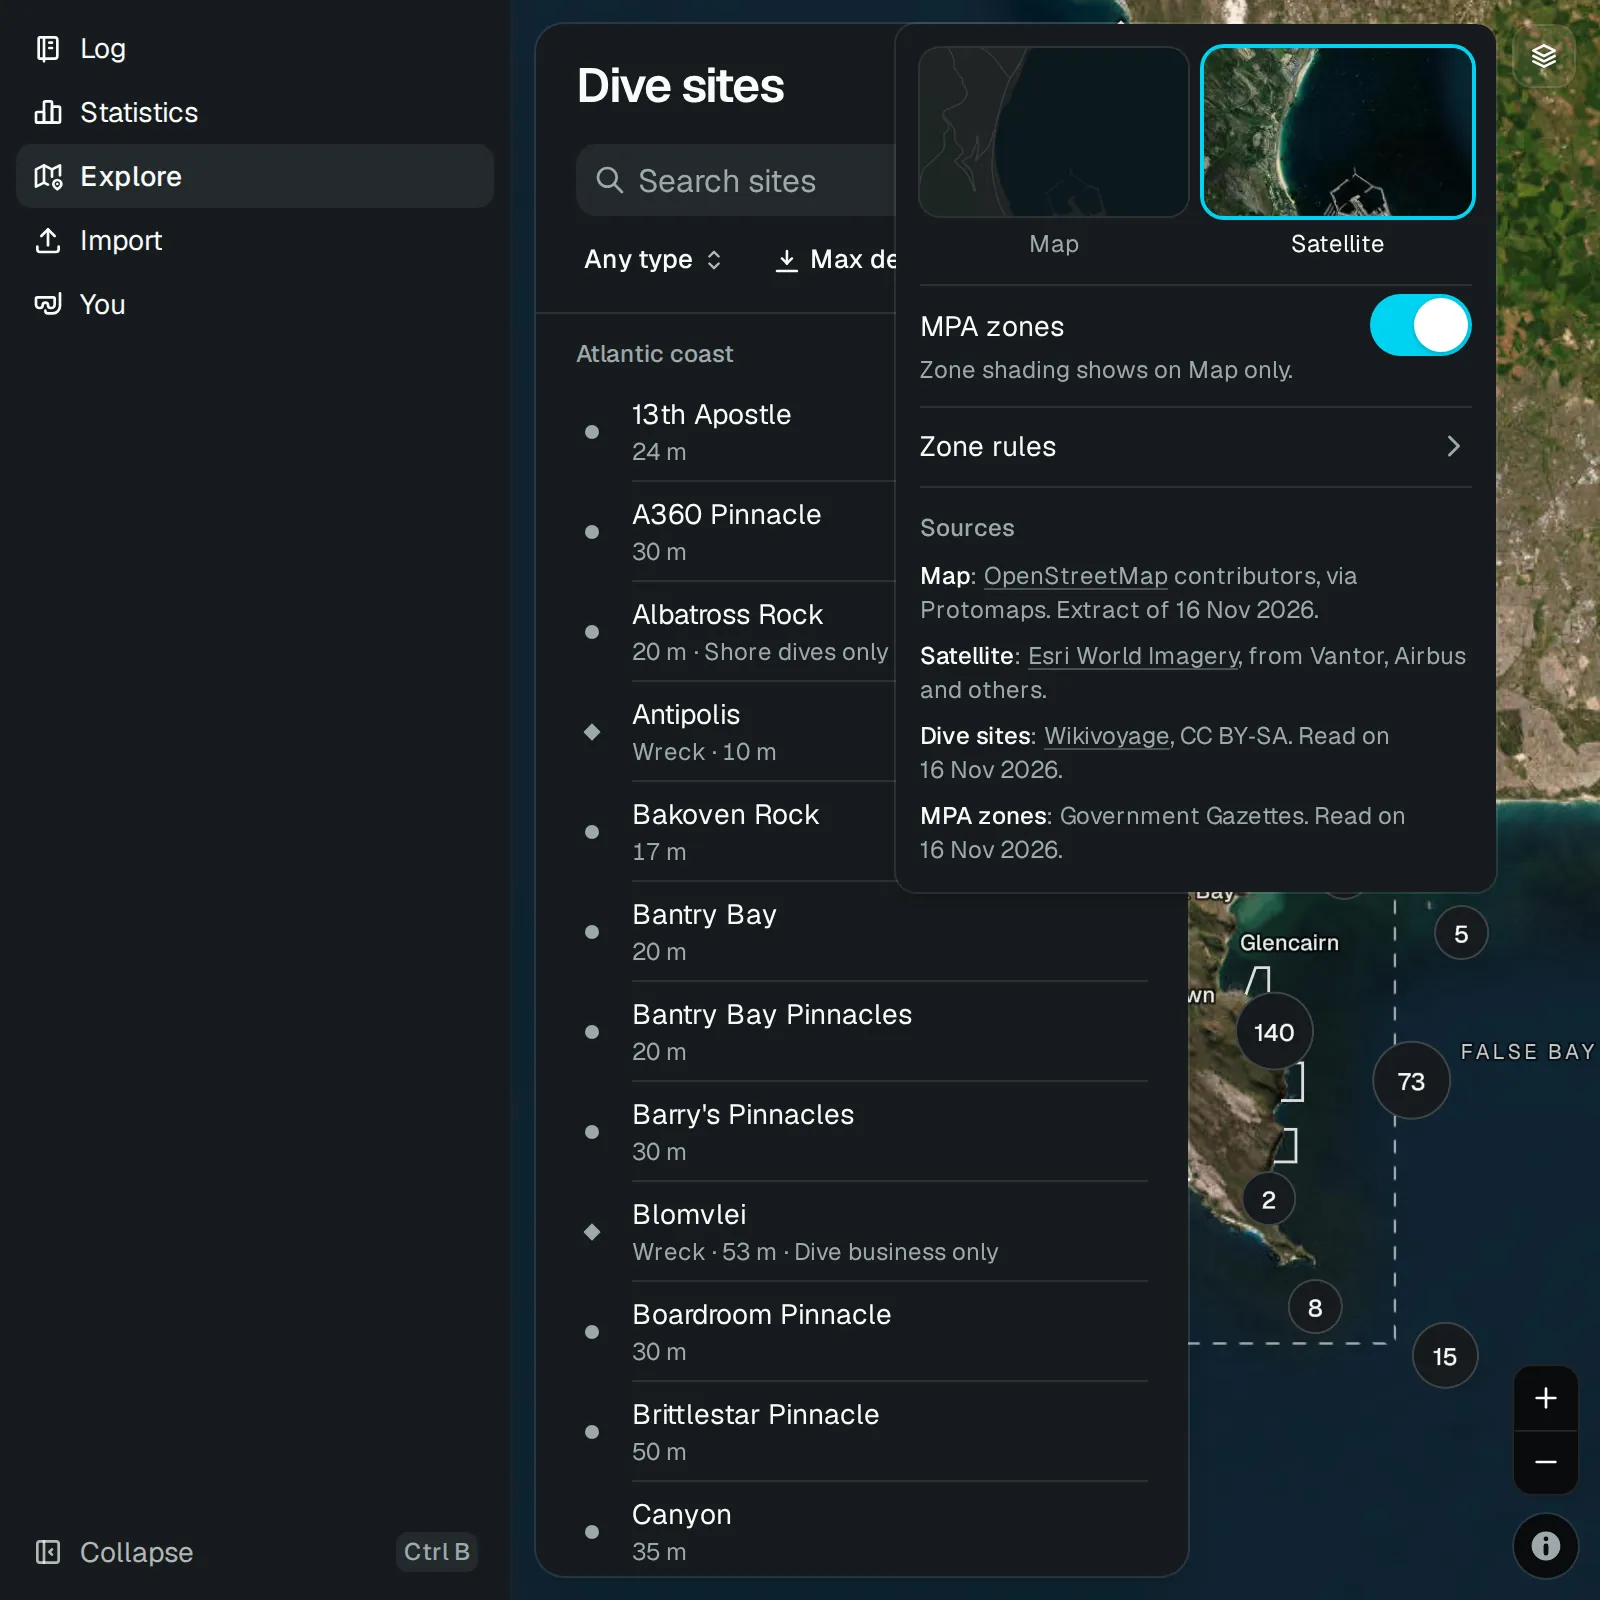 Log
Statistics
Explore
Import
You
Collapse
Ctrl B
Dive sites
Search sites
Any type
Max de
Atlantic coast
13th Apostle
24 m
A360 Pinnacle
30 m
Albatross Rock
20 m · Shore dives only
Antipolis
Wreck · 10 m
Bakoven Rock
17 m
Bantry Bay
20 m
Bantry Bay Pinnacles
20 m
Barry's Pinnacles
30 m
Blomvlei
Wreck · 53 m · Dive business only
Boardroom Pinnacle
30 m
Brittlestar Pinnacle
50 m
Canyon
35 m
Map
Satellite
MPA zones
Zone shading shows on Map only.
Zone rules
Sources
Map: OpenStreetMap contributors, via
Protomaps. Extract of 16 Nov 2026.
Satellite: Esri World Imagery, from Vantor, Airbus
and others.
Dive sites: Wikivoyage, CC BY-SA. Read on
16 Nov 2026.
MPA zones: Government Gazettes. Read on
16 Nov 2026.
Bay
5
Glencairn
wn
140
FALSE BAY
73
2
8
15